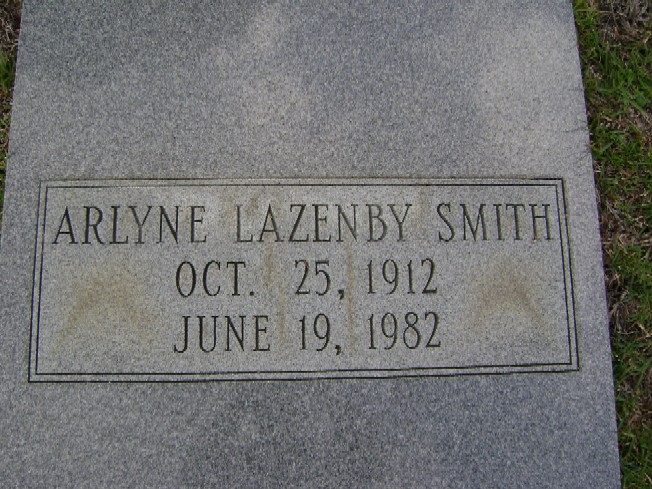 ARLYNE LAZENBY SMITH
OCT. 25, 1912
JUNE 19, 1982